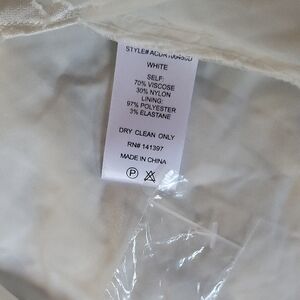 WHITE
SELF:
70% VISCOSE
30% NYLON
LINING:
97% POLYESTER
3% ELASTANE
DRY CLEAN ONLY
RN# 141397
MADE IN CHINA
P